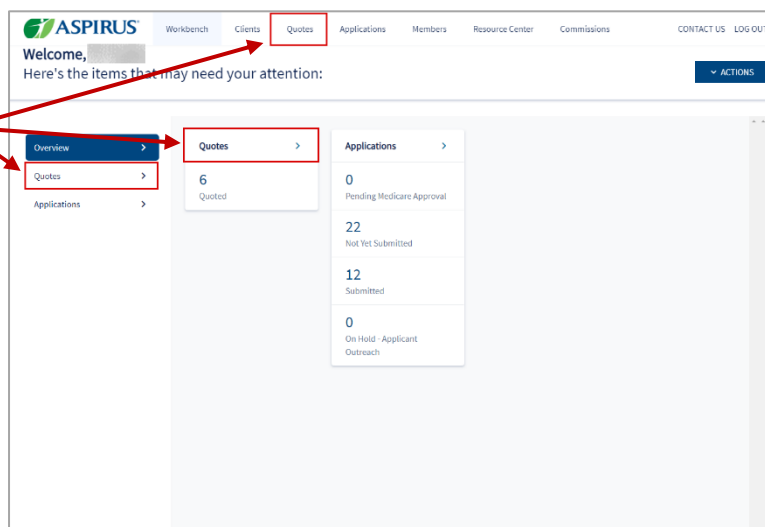 ASPIRUS
Workbench Clients Quotes Applications Members Resource Center Commissions CONTACT US LOG OUT
Welcome,
Here's the items that may need your attention:
ACTIONS
Overview
Quotes
Applications
Quotes
6
Quoted
Applications
0
Pending Medicare Approval
22
Not Yet Submitted
12
Submitted
0
On Hold - Applicant
Outreach